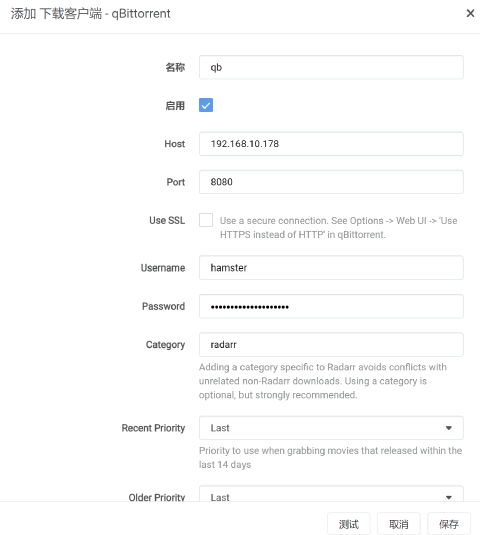 添加 下载客户端 - qBittorrent
名称
qb
启用
Host
192.168.10.178
Port
8080
Use SSL
Use a secure connection. See Options -> Web UI -> 'Use
HTTPS instead of HTTP' in qBittorrent.
Username
hamster
Password
••••••••••••••••••••
Category
radarr
Adding a category specific to Radarr avoids conflicts with
unrelated non-Radarr downloads. Using a category is
optional, but strongly recommended.
Recent Priority
Last
Priority to use when grabbing movies that released within the
last 14 days
Older Priority
Last
测试
取消
保存